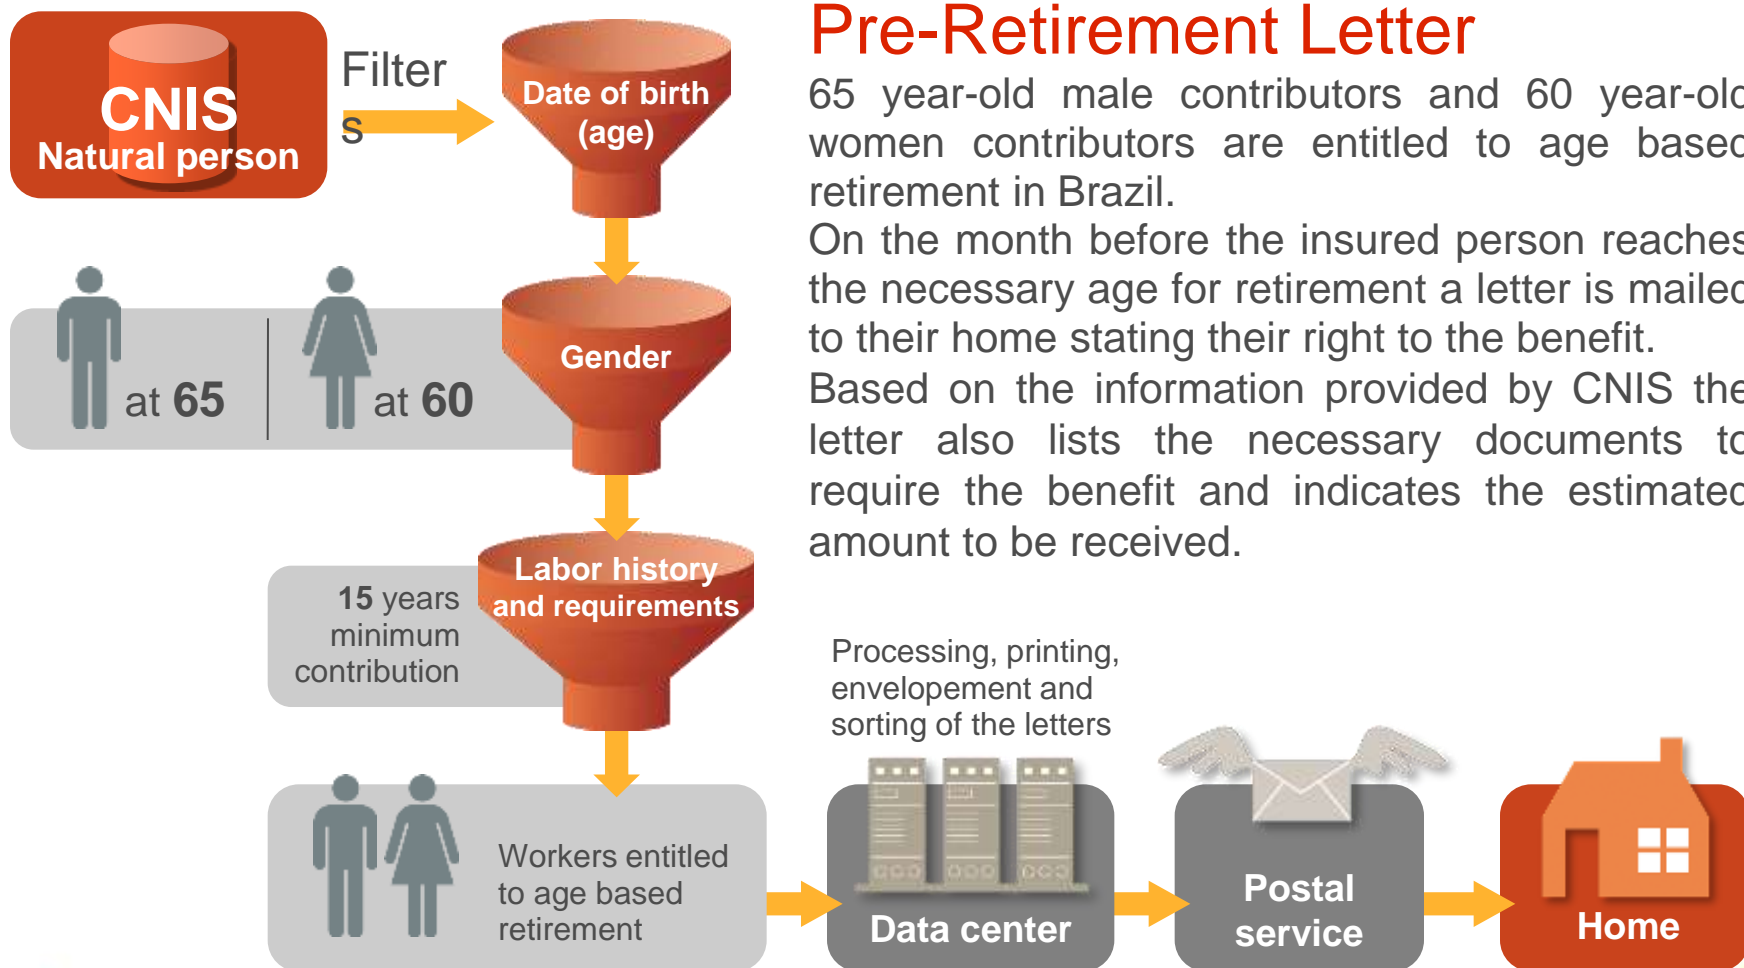 Pre-Retirement Letter
65 year-old male contributors and 60 year-old
women contributors are entitled to age based
retirement in Brazil.
On the month before the insured person reaches
the necessary age for retirement a letter is mailed
to their home stating their right to the benefit.
Based on the information provided by CNIS the
letter also lists the necessary documents to
require the benefit and indicates the estimated
amount to be received.
CNIS
Natural person
Filter
s
Date of birth
(age)
Gender
at 65
at 60
Labor history
and requirements
15 years
minimum
contribution
Workers entitled
to age based
retirement
Processing, printing,
envelopement and
sorting of the letters
Data center
Postal
service
Home